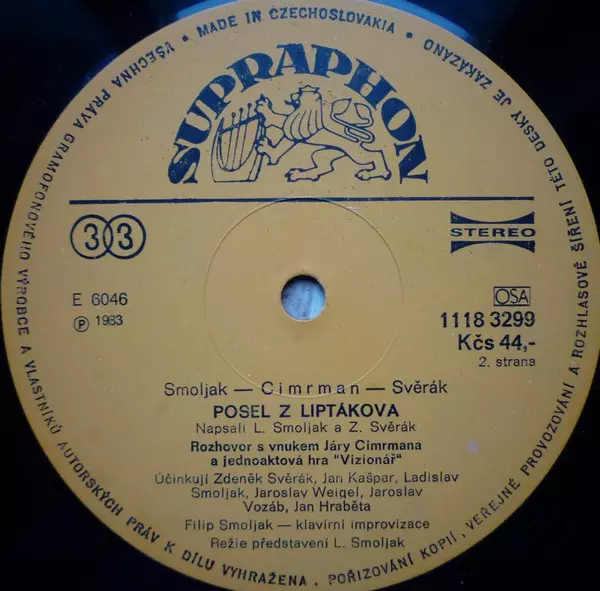 VŠECHNA PRÁVA GRAMOFONOVÉHO VÝROBCE A VLASTNÍKŮ AUTORSKÝCH PRÁV K DÍLU VYHRAŽENA. POŘIZOVÁNÍ KOPIÍ, VEŘEJNÉ PROVOZOVÁNÍ A ROZHLASOVÉ ŠÍŘENÍ TÉTO DESKY JE ZAKÁZÁNO
• MADE IN CZECHOSLOVAKIA •
SUPRAPHON
33
STEREO
E 6046
Ⓟ 1983
OSA
1118 3299
Kčs 44,-
2. strana
Smoljak — Cimrman — Svěrák
POSEL Z LIPTÁKOVA
Napsali L. Smoljak a Z. Svěrák
Rozhovor s vnukem Járy Cimrmana
a jednoaktová hra "Vizionář"
Účinkují Zdeněk Svěrák, Jan Kašpar, Ladislav
Smoljak, Jaroslav Weigel, Jaroslav
Vozáb, Jan Hraběta
Filip Smoljak — klavírní improvizace
Režie představení L. Smoljak